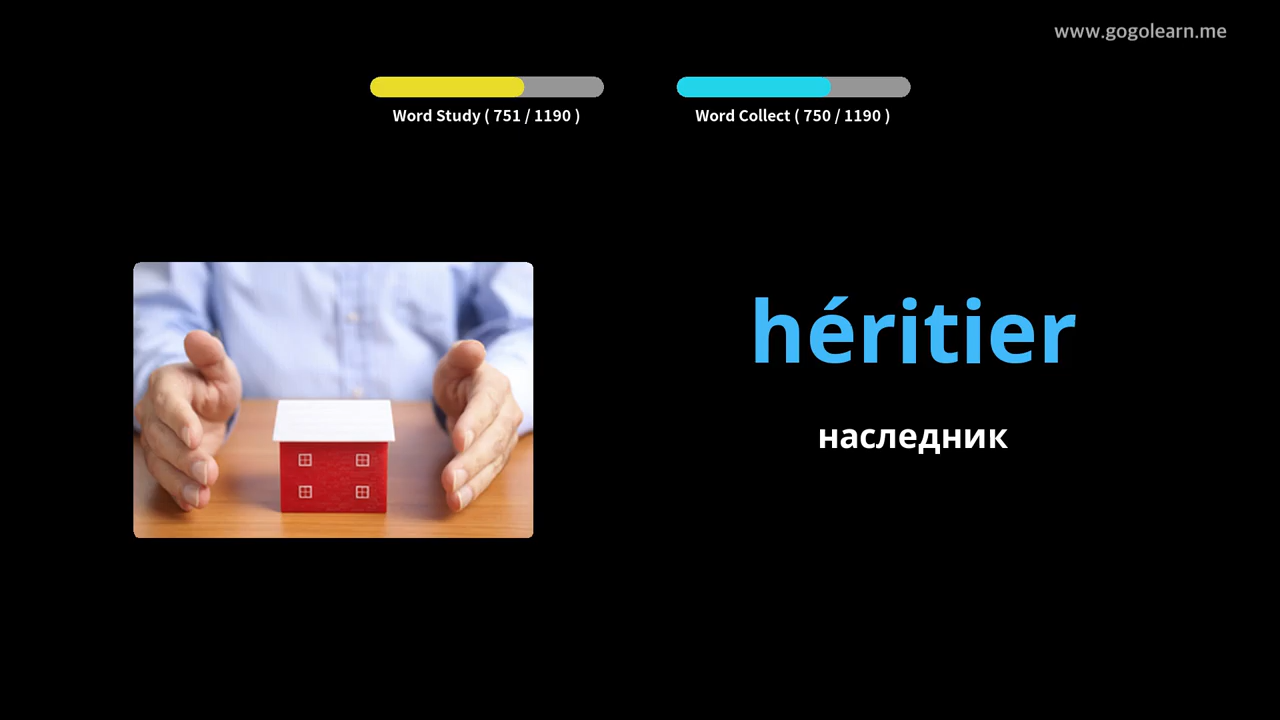 www.gogolearn.me
Word Study ( 751 / 1190 )
Word Collect ( 750 / 1190 )
héritier
наследник